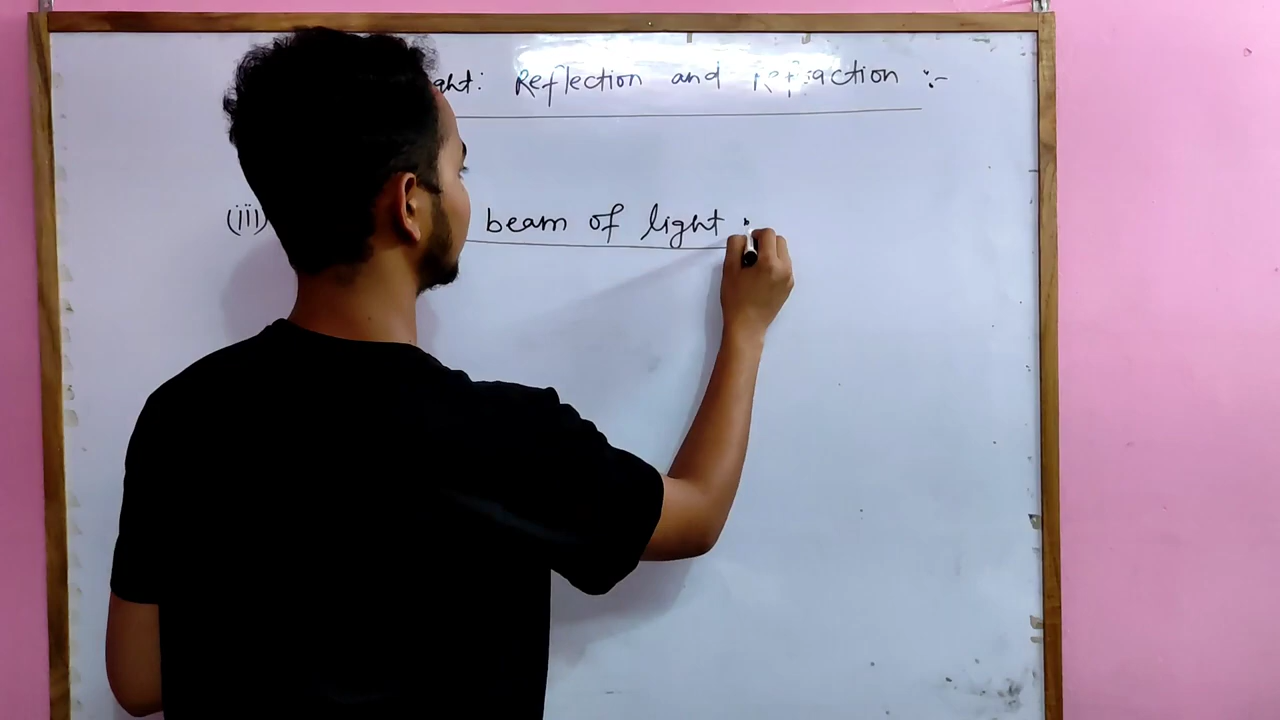 ght: Reflection and Refraction :-
(iii) beam of light :